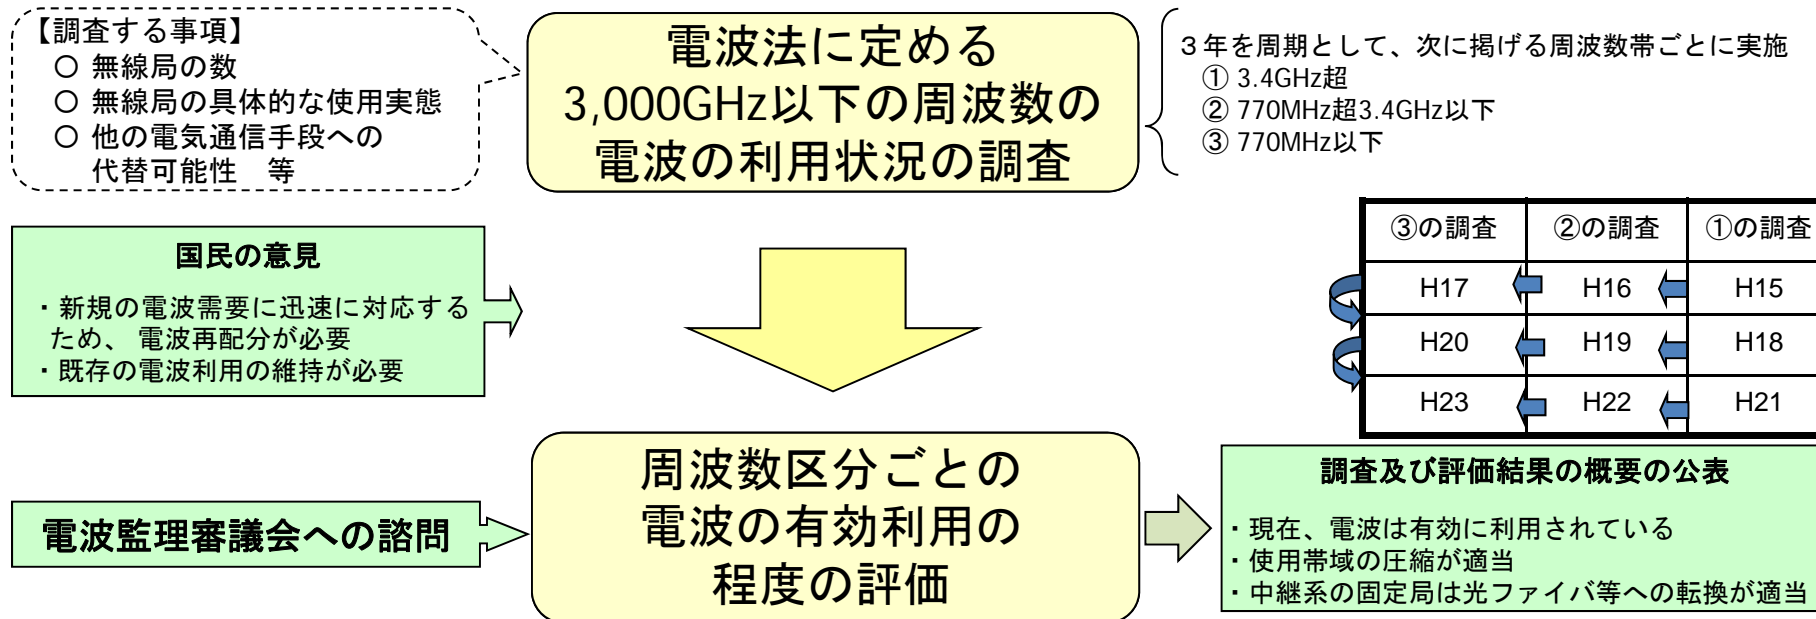 【調査する事項】
○ 無線局の数
○ 無線局の具体的な使用実態
○ 他の電気通信手段への
代替可能性　等
電波法に定める
3,000GHz以下の周波数の
電波の利用状況の調査
３年を周期として、次に掲げる周波数帯ごとに実施
① 3.4GHz超
② 770MHz超3.4GHz以下
③ 770MHz以下
国民の意見
・新規の電波需要に迅速に対応する
ため、 電波再配分が必要
・既存の電波利用の維持が必要
③の調査 ②の調査 ①の調査
H17 H16 H15
H20 H19 H18
H23 H22 H21
電波監理審議会への諮問
周波数区分ごとの
電波の有効利用の
程度の評価
調査及び評価結果の概要の公表
・現在、電波は有効に利用されている
・使用帯域の圧縮が適当
・中継系の固定局は光ファイバ等への転換が適当